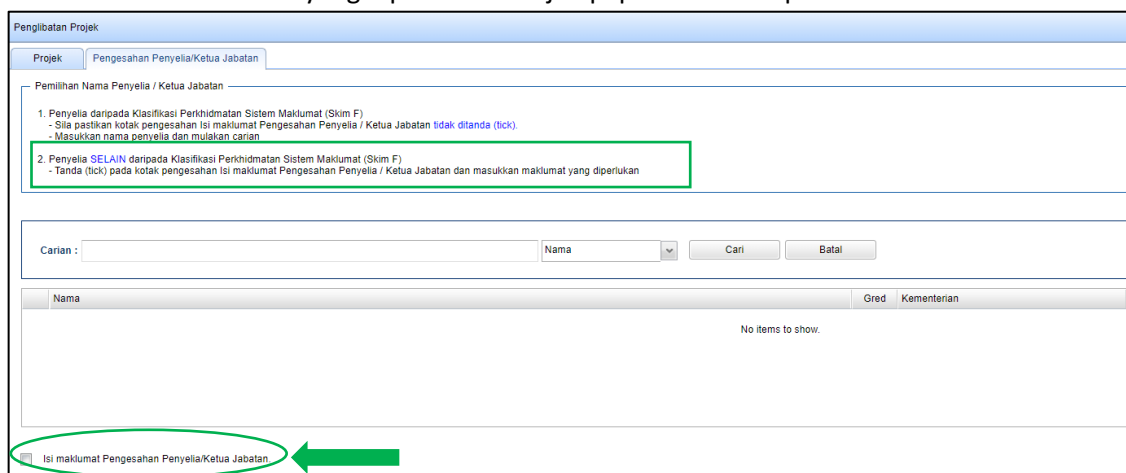 Penglibatan Projek
Projek Pengesahan Penyelia/Ketua Jabatan
Pemilihan Nama Penyelia / Ketua Jabatan
1. Penyelia daripada Klasifikasi Perkhidmatan Sistem Maklumat (Skim F)
- Sila pastikan kotak pengesahan Isi maklumat Pengesahan Penyelia / Ketua Jabatan tidak ditanda (tick).
- Masukkan nama penyelia dan mulakan carian
2. Penyelia SELAIN daripada Klasifikasi Perkhidmatan Sistem Maklumat (Skim F)
- Tanda (tick) pada kotak pengesahan Isi maklumat Pengesahan Penyelia / Ketua Jabatan dan masukkan maklumat yang diperlukan
Carian : Nama Cari Batal
Nama Gred Kementerian
No items to show.
Isi maklumat Pengesahan Penyelia/Ketua Jabatan.